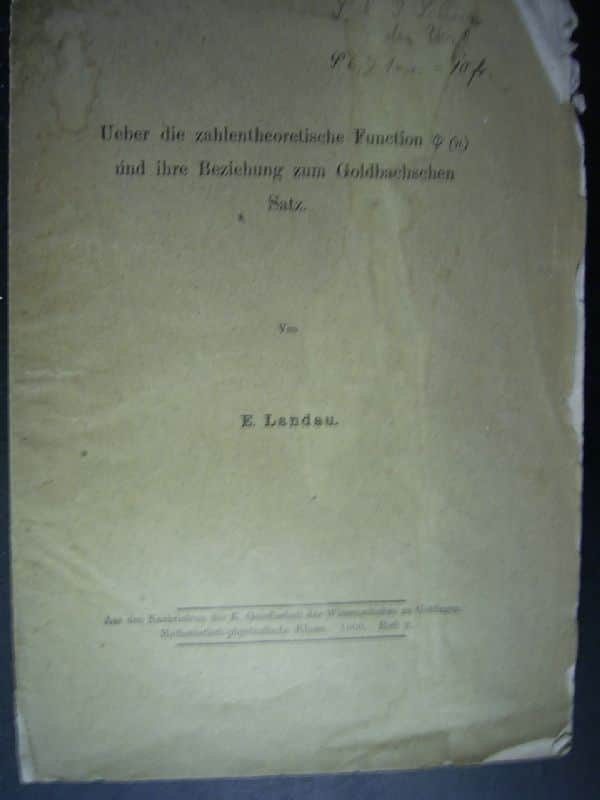 Ueber die zahlentheoretische Function φ (n)
und ihre Beziehung zum Goldbachschen
Satz.
Von
E. Landau.
Aus den Nachrichten der K. Gesellschaft der Wissenschaften zu Göttingen.
Mathematisch-physikalische Klasse. 1900. Heft 2.